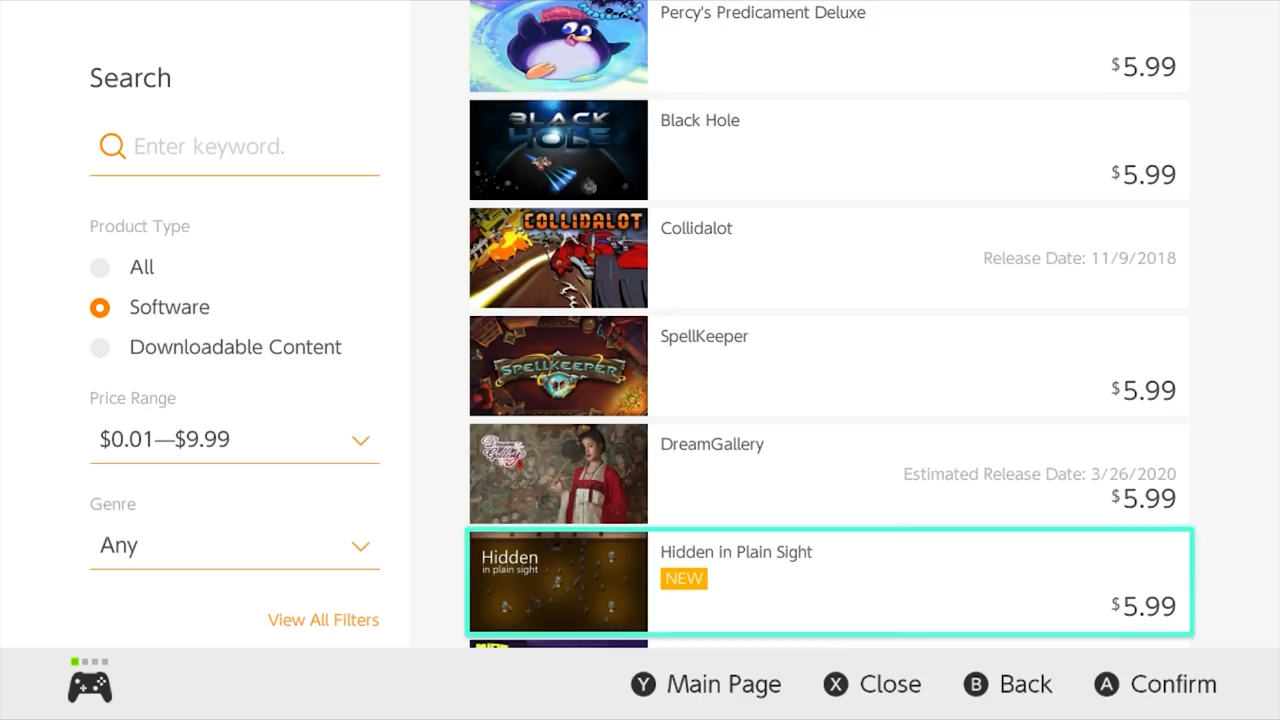 Search
Enter keyword.
Product Type
All
Software
Downloadable Content
Price Range
$0.01—$9.99
Genre
Any
View All Filters
Percy's Predicament Deluxe
$5.99
BLACK
HOLE
Black Hole
$5.99
COLLIDALOT
Collidalot
Release Date: 11/9/2018
SPELLKEEPER
SpellKeeper
$5.99
Dream
Gallery
DreamGallery
Estimated Release Date: 3/26/2020
$5.99
Hidden
in plain sight
Hidden in Plain Sight
NEW
$5.99
Y Main Page
X Close
B Back
A Confirm